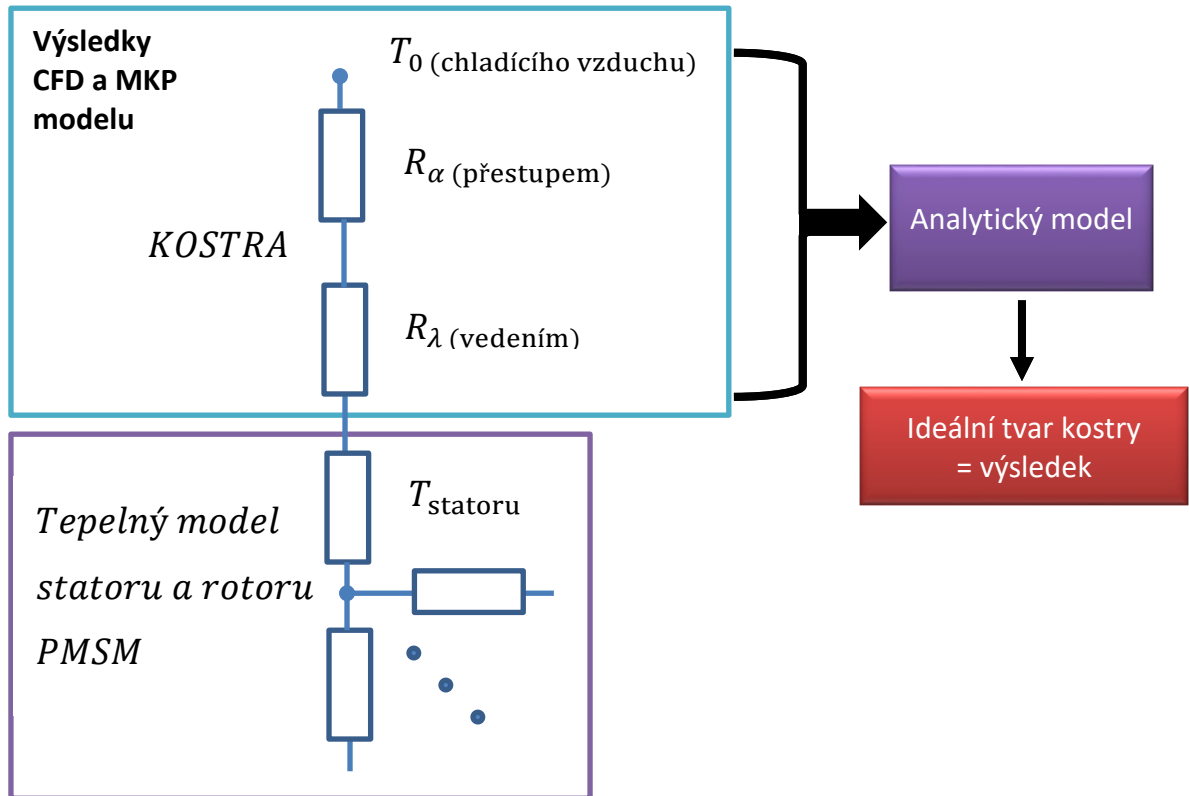 Výsledky
CFD a MKP
modelu
T0 (chladícího vzduchu)
Rα (přestupem)
KOSTRA
Rλ (vedením)
Analytický model
Ideální tvar kostry
= výsledek
Tstatoru
Tepelný model
statoru a rotoru
PMSM